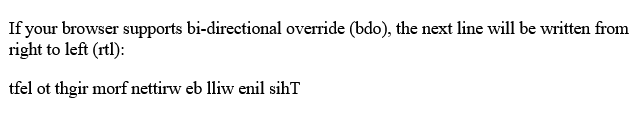 If your browser supports bi-directional override (bdo), the next line will be written from
right to left (rtl):
tfel ot thgir morf nettirw eb lliw enil sihT